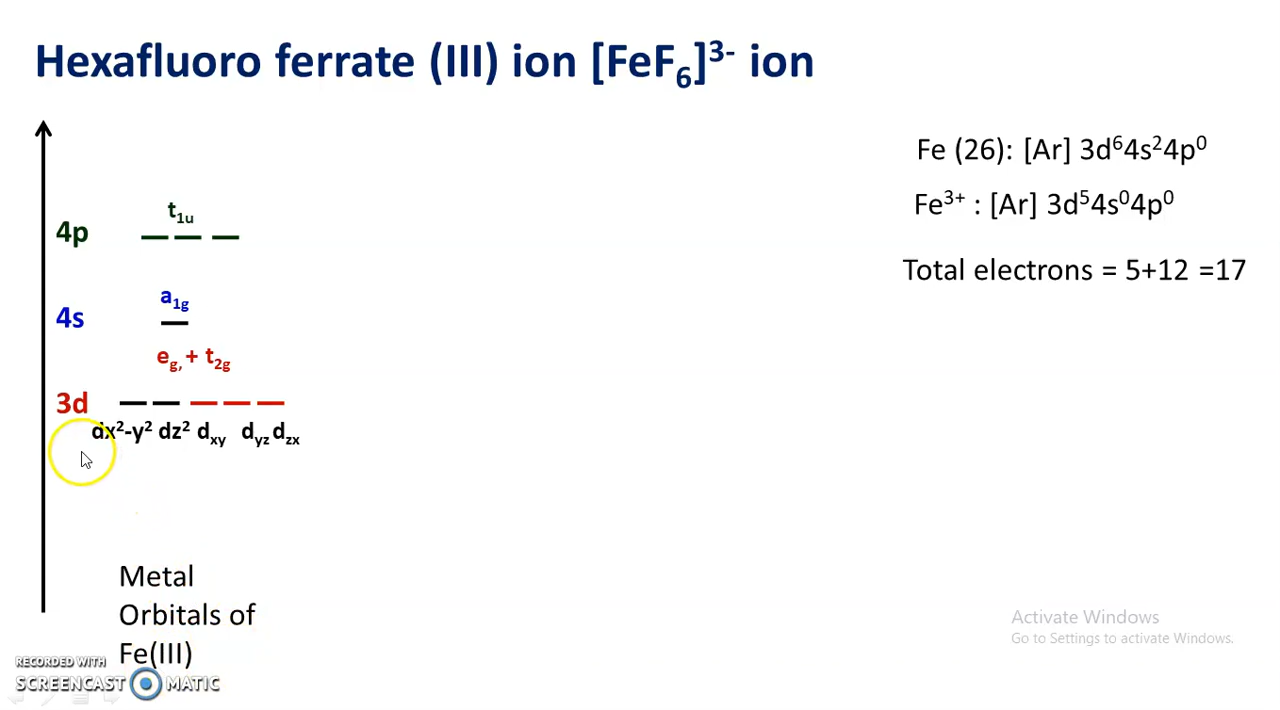 Hexafluoro ferrate (III) ion [FeF₆]³⁻ ion
Fe (26): [Ar] 3d⁶4s²4p⁰
Fe³⁺ : [Ar] 3d⁵4s⁰4p⁰
Total electrons = 5+12 =17
t₁ᵤ
4p
a₁g
4s
eg, + t₂g
3d
dx²-y² dz² dxy dyz dzx
Metal
Orbitals of
Fe(III)
Activate Windows
Go to Settings to activate Windows.
RECORDED WITH
SCREENCAST MATIC